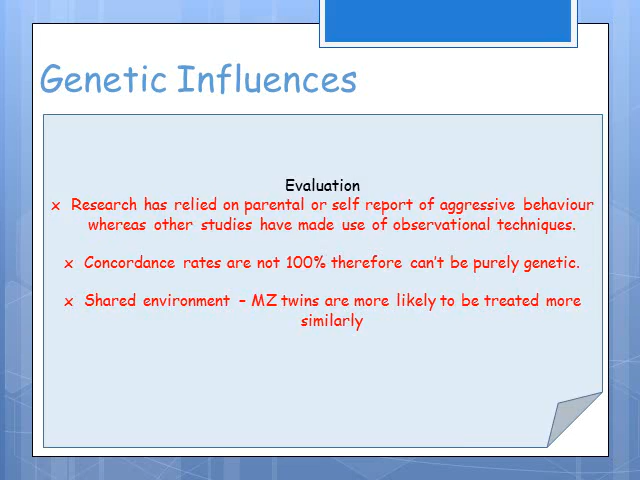 Genetic Influences
Evaluation
x Research has relied on parental or self report of aggressive behaviour
whereas other studies have made use of observational techniques.
x Concordance rates are not 100% therefore can't be purely genetic.
x Shared environment – MZ twins are more likely to be treated more
similarly